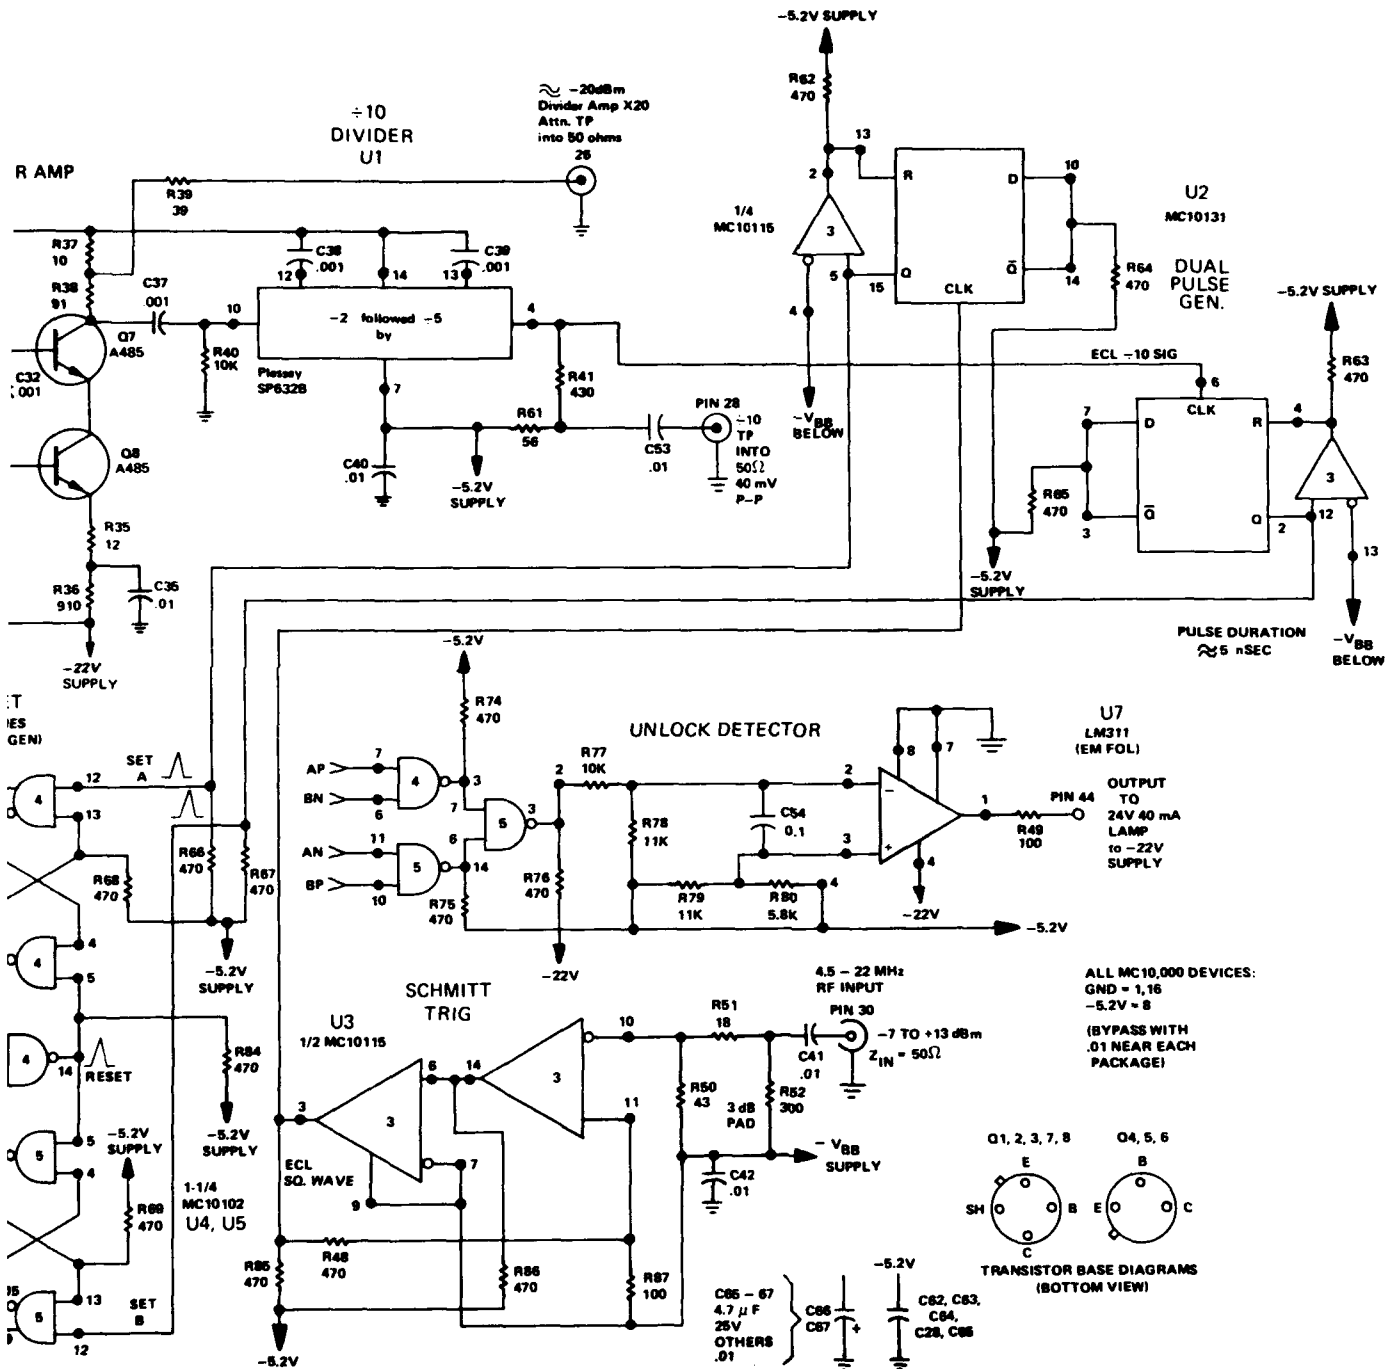 -5.2V SUPPLY
R62
470
≈ -20dBm
Divider Amp X20
Attn. TP
into 50 ohms
26
÷10
DIVIDER
U1
R AMP
R39
39
13
2
1/4
MC10115
3
R
D
10
U2
MC10131
Q
Q̄
CLK
5
15
14
4
R64
470
DUAL
PULSE
GEN.
-VBB
BELOW
R37
10
R38
91
C38
.001
12
14
C39
.001
13
C37
.001
10
-2 followed ÷5
by
4
Plessey
SP632B
7
R40
10K
Q7
A485
C32
.001
Q8
A485
R41
430
R61
56
C40
.01
-5.2V
SUPPLY
C53
.01
PIN 28
÷10
TP
INTO
50Ω
40 mV
P-P
R35
12
R36
910
C35
.01
-22V
SUPPLY
ECL ÷10 SIG
6
-5.2V SUPPLY
R63
470
CLK
7
D
R
4
3
Q̄
Q
2
12
3
13
R65
470
-5.2V
SUPPLY
PULSE DURATION
≈ 5 nSEC
-VBB
BELOW
ET
IES
GEN)
SET
A
12
4
13
R68
470
R66
470
R67
470
4
4
5
-5.2V
SUPPLY
4
14
RESET
R84
470
-5.2V
SUPPLY
5
5
4
-5.2V
SUPPLY
R69
470
1-1/4
MC10102
U4, U5
5
13
12
SET
B
UNLOCK DETECTOR
-5.2V
R74
470
AP
7
BN
6
4
3
AN
11
BP
10
5
14
7
6
5
3
2
R75
470
R76
470
-22V
R77
10K
R78
11K
C54
0.1
R79
11K
R80
5.8K
4
-5.2V
2
3
-
+
8
7
4
-22V
1
U7
LM311
(EM FOL)
R49
100
PIN 44
OUTPUT
TO
24V 40 mA
LAMP
to -22V
SUPPLY
SCHMITT
TRIG
U3
1/2 MC10115
3
3
6
14
3
7
9
10
11
ECL
SQ. WAVE
R85
470
R48
470
R86
470
R87
100
-5.2V
4.5 - 22 MHz
RF INPUT
PIN 30
-7 TO +13 dBm
ZIN = 50Ω
R51
18
C41
.01
R50
43
R52
300
3 dB
PAD
C42
.01
- VBB
SUPPLY
ALL MC10,000 DEVICES:
GND = 1,16
-5.2V = 8
(BYPASS WITH
.01 NEAR EACH
PACKAGE)
Q1, 2, 3, 7, 8
E
SH
B
C
Q4, 5, 6
B
E
C
TRANSISTOR BASE DIAGRAMS
(BOTTOM VIEW)
C65 - 67
4.7 µF
25V
OTHERS
.01
C66
C67
+
-5.2V
C62, C63,
C64,
C28, C65